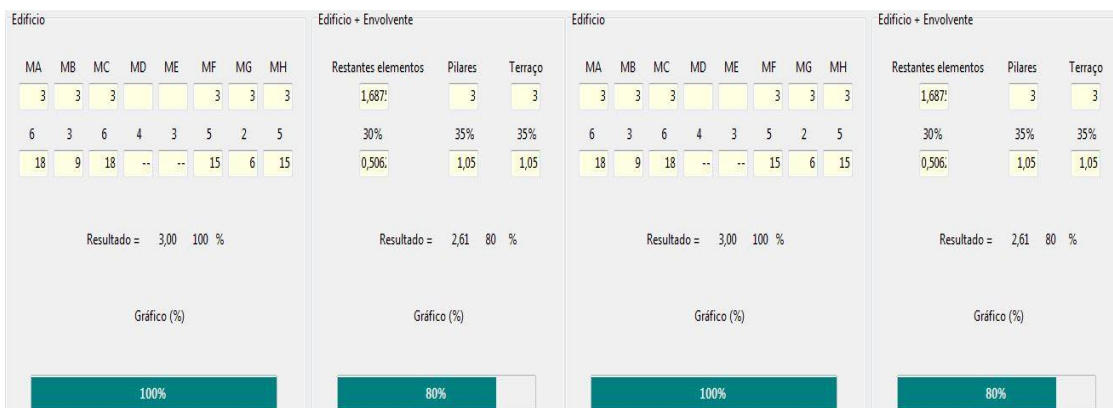 Edificio Edificio + Envolvente Edificio Edificio + Envolvente
MA MB MC MD ME MF MG MH Restantes elementos Pilares Terraço MA MB MC MD ME MF MG MH Restantes elementos Pilares Terraço
3 3 3 3 3 3 1,687 3 3 3 3 3 3 3 3 1,687 3 3
6 3 6 4 3 5 2 5 30% 35% 35% 6 3 6 4 3 5 2 5 30% 35% 35%
18 9 18 -- -- 15 6 15 0,506 1,05 1,05 18 9 18 -- -- 15 6 15 0,506 1,05 1,05
Resultado = 3,00 100 % Resultado = 2,61 80 % Resultado = 3,00 100 % Resultado = 2,61 80 %
Gráfico (%) Gráfico (%) Gráfico (%) Gráfico (%)
100% 80% 100% 80%